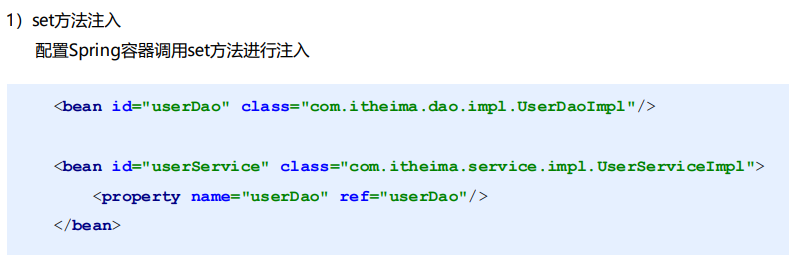 1）set方法注入
配置Spring容器调用set方法进行注入
<bean id="userDao" class="com.itheima.dao.impl.UserDaoImpl"/>
<bean id="userService" class="com.itheima.service.impl.UserServiceImpl">
<property name="userDao" ref="userDao"/>
</bean>